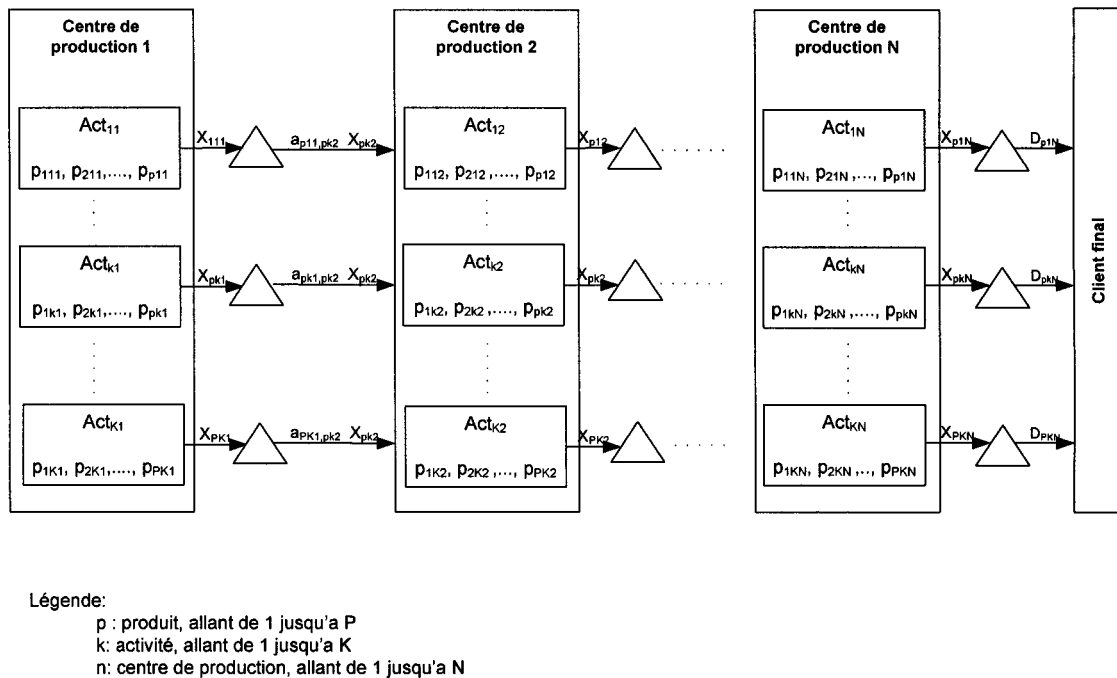 Centre de
production 1
Centre de
production 2
Centre de
production N
Act₁₁
p₁₁₁, p₂₁₁,...., pₚ₁₁
X₁₁₁
aₚ₁₁,ₚₖ₂ Xₚₖ₂
Act₁₂
p₁₁₂, p₂₁₂ ,...., pₚ₁₂
Xₚ₁₂
Act₁N
p₁₁N, p₂₁N ,..., pₚ₁N
Xₚ₁N
Dₚ₁N
Actₖ₁
p₁ₖ₁, p₂ₖ₁,...., pₚₖ₁
Xₚₖ₁
aₚₖ₁,ₚₖ₂ Xₚₖ₂
Actₖ₂
p₁ₖ₂, p₂ₖ₂ ,...., pₚₖ₂
Xₚₖ₂
ActₖN
p₁ₖN, p₂ₖN ,...., pₚₖN
XₚₖN
DₚₖN
ActK₁
p₁K₁, p₂K₁,...., pPK₁
XPK₁
aPK₁,ₚₖ₂ Xₚₖ₂
ActK₂
p₁K₂, p₂K₂ ,..., pPK₂
XPK₂
ActKN
p₁KN, p₂KN ,.., pPKN
XPKN
DPKN
Client final
Légende:
p : produit, allant de 1 jusqu'a P
k: activité, allant de 1 jusqu'a K
n: centre de production, allant de 1 jusqu'a N